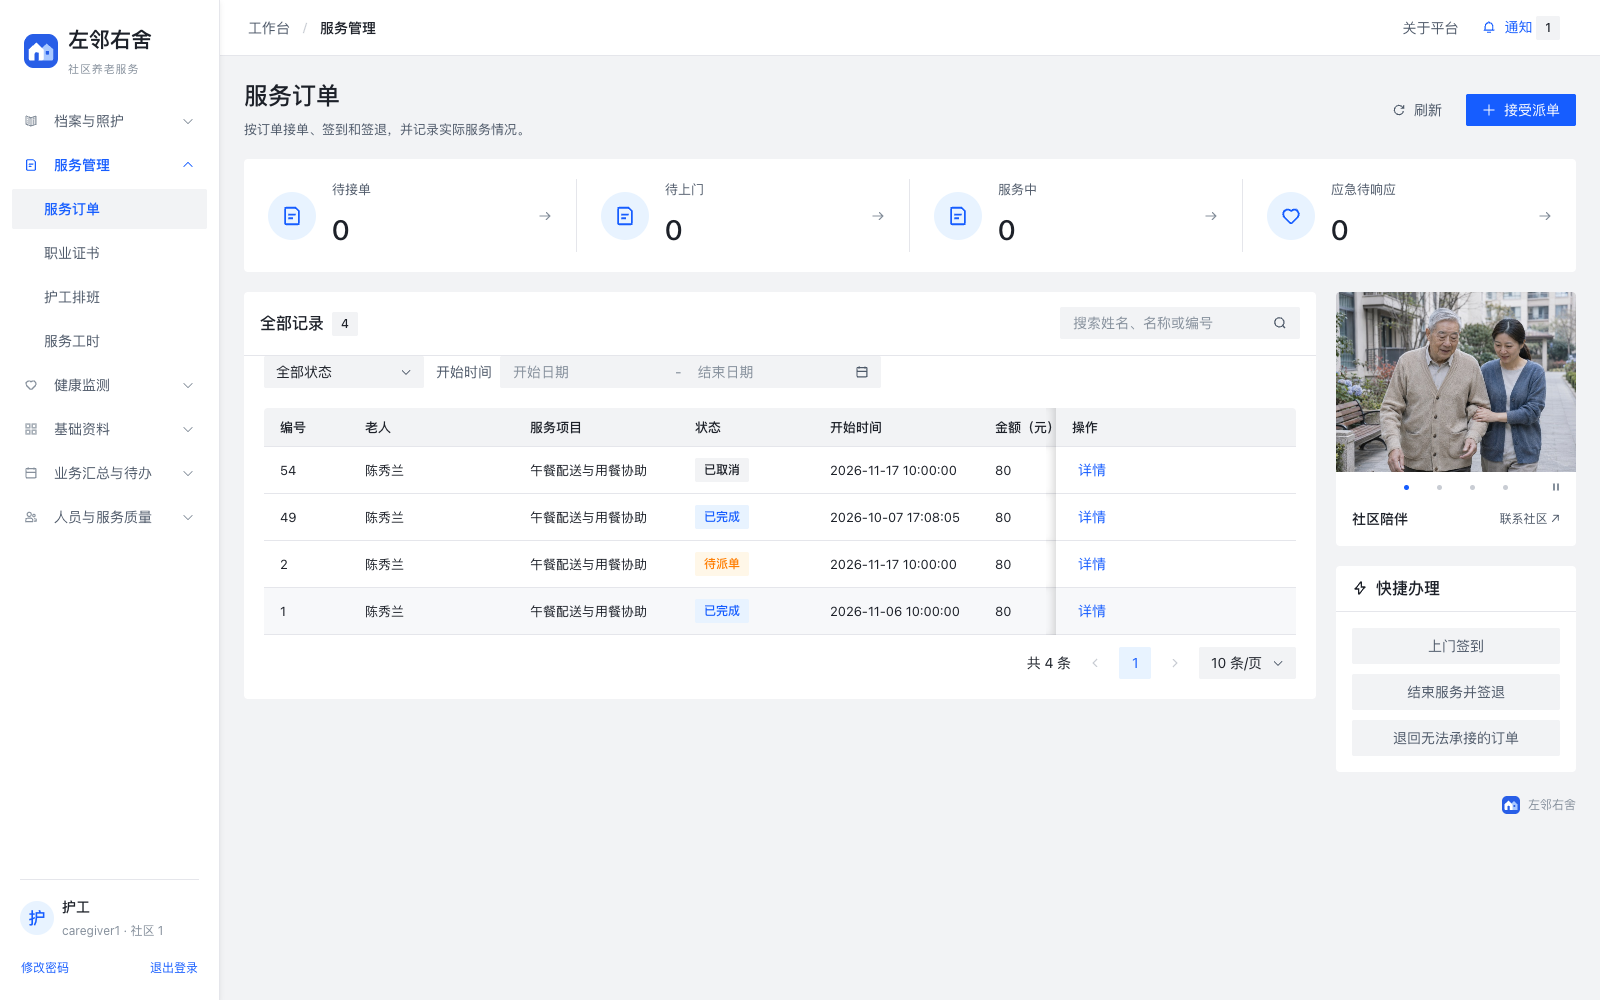 左邻右舍
社区养老服务
档案与照护
服务管理
服务订单
职业证书
护工排班
服务工时
健康监测
基础资料
业务汇总与待办
人员与服务质量
护
护工
caregiver1 · 社区 1
修改密码 退出登录
工作台 / 服务管理
关于平台 通知 1
服务订单
按订单接单、签到和签退，并记录实际服务情况。
刷新 接受派单
待接单
0
待上门
0
服务中
0
应急待响应
0
全部记录 4
搜索姓名、名称或编号
全部状态 开始时间 开始日期 - 结束日期
编号 老人 服务项目 状态 开始时间 金额（元） 操作
54 陈秀兰 午餐配送与用餐协助 已取消 2026-11-17 10:00:00 80 详情
49 陈秀兰 午餐配送与用餐协助 已完成 2026-10-07 17:08:05 80 详情
2 陈秀兰 午餐配送与用餐协助 待派单 2026-11-17 10:00:00 80 详情
1 陈秀兰 午餐配送与用餐协助 已完成 2026-11-06 10:00:00 80 详情
共 4 条 1 10 条/页
社区陪伴 联系社区
快捷办理
上门签到
结束服务并签退
退回无法承接的订单
左邻右舍